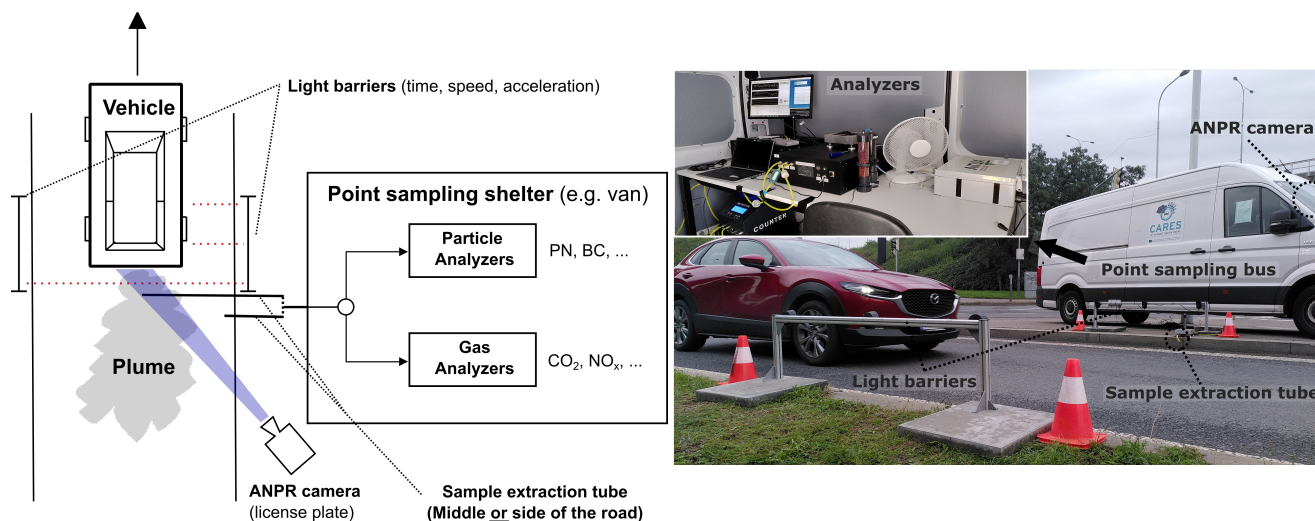 Vehicle
Light barriers (time, speed, acceleration)
Point sampling shelter (e.g. van)
Particle
Analyzers
PN, BC, ...
Gas
Analyzers
CO₂, NOₓ, ...
Plume
ANPR camera
(license plate)
Sample extraction tube
(Middle or side of the road)
Analyzers
COUNTER
ANPR camera
CARES
Point sampling bus
Light barriers
Sample extraction tube